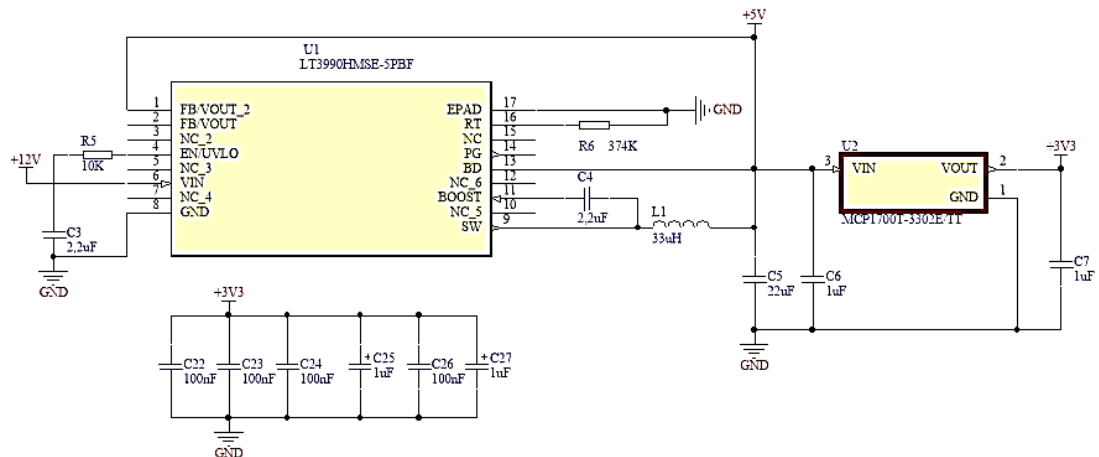 +5V
U1
LT3990HMSE-5PBF
1 FB/VOUT_2 EPAD 17 GND
2 FB/VOUT RT 16
R6 374K
3 NC_2 NC 15
R5
10K
4 EN/UVLO PG 14
+12V
5 NC_3 BD 13
6 VIN NC_6 12
7 NC_4 BOOST 11
8 GND NC_5 10
SW 9
C4
2,2uF
L1
33uH
U2
3 VIN VOUT 2
GND 1
MCP1700T-3302E/TT
+3V3
C3
2,2uF
GND
C5
22uF
C6
1uF
C7
1uF
GND
+3V3
C22
100nF
C23
100nF
C24
100nF
+ C25
1uF
C26
100nF
+ C27
1uF
GND